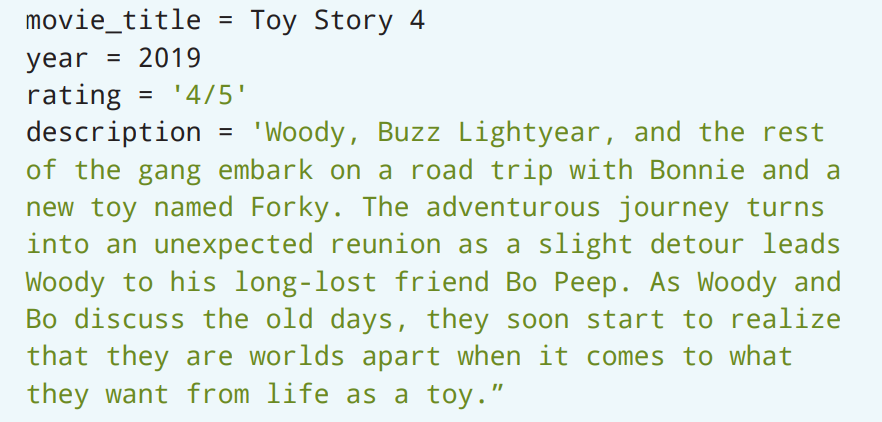 movie_title = Toy Story 4
year = 2019
rating = '4/5'
description = 'Woody, Buzz Lightyear, and the rest
of the gang embark on a road trip with Bonnie and a
new toy named Forky. The adventurous journey turns
into an unexpected reunion as a slight detour leads
Woody to his long-lost friend Bo Peep. As Woody and
Bo discuss the old days, they soon start to realize
that they are worlds apart when it comes to what
they want from life as a toy.”